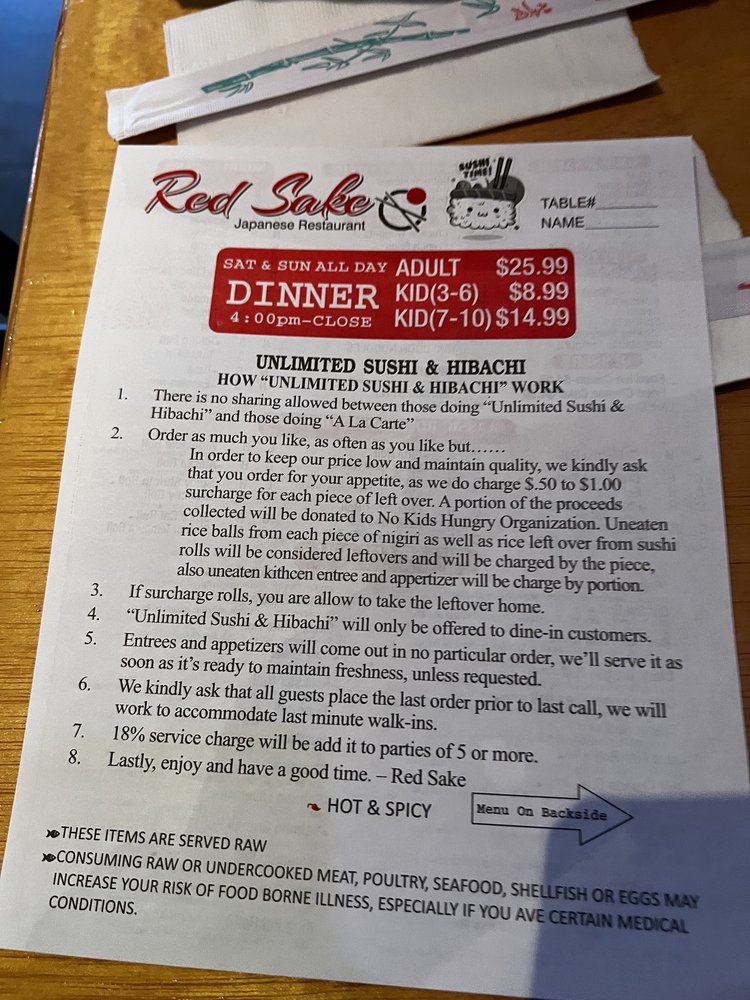 SUSHI
TIME!
Red Sake
Japanese Restaurant
TABLE#
NAME
SAT & SUN ALL DAY ADULT $25.99
DINNER KID(3-6) $8.99
4:00pm-CLOSE KID(7-10) $14.99
UNLIMITED SUSHI & HIBACHI
HOW “UNLIMITED SUSHI & HIBACHI” WORK
1. There is no sharing allowed between those doing “Unlimited Sushi &
Hibachi” and those doing “A La Carte”
2. Order as much you like, as often as you like but……
In order to keep our price low and maintain quality, we kindly ask
that you order for your appetite, as we do charge $.50 to $1.00
surcharge for each piece of left over. A portion of the proceeds
collected will be donated to No Kids Hungry Organization. Uneaten
rice balls from each piece of nigiri as well as rice left over from sushi
rolls will be considered leftovers and will be charged by the piece,
also uneaten kithcen entree and appertizer will be charge by portion.
3. If surcharge rolls, you are allow to take the leftover home.
4. “Unlimited Sushi & Hibachi” will only be offered to dine-in customers.
5. Entrees and appetizers will come out in no particular order, we’ll serve it as
soon as it’s ready to maintain freshness, unless requested.
6. We kindly ask that all guests place the last order prior to last call, we will
work to accommodate last minute walk-ins.
7. 18% service charge will be add it to parties of 5 or more.
8. Lastly, enjoy and have a good time. – Red Sake
HOT & SPICY
Menu On Backside
THESE ITEMS ARE SERVED RAW
CONSUMING RAW OR UNDERCOOKED MEAT, POULTRY, SEAFOOD, SHELLFISH OR EGGS MAY
INCREASE YOUR RISK OF FOOD BORNE ILLNESS, ESPECIALLY IF YOU AVE CERTAIN MEDICAL
CONDITIONS.